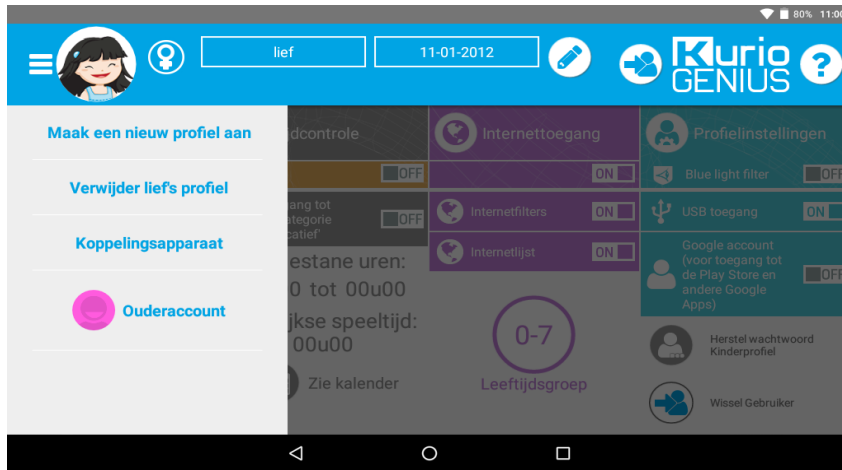 80% 11:00
lief
11-01-2012
Kurio
GENIUS
?
Maak een nieuw profiel aan
Verwijder lief's profiel
Koppelingsapparaat
Ouderaccount
jdcontrole
OFF
ang tot
ategorie
catief'
OFF
estane uren:
0 tot 00u00
jkse speeltijd:
00u00
Zie kalender
Internettoegang
ON
Internetfilters
ON
Internetlijst
ON
0-7
Leeftijdsgroep
Profielinstellingen
Blue light filter
OFF
USB toegang
ON
Google account
(voor toegang tot
de Play Store en
andere Google
Apps)
OFF
Herstel wachtwoord
Kinderprofiel
Wissel Gebruiker